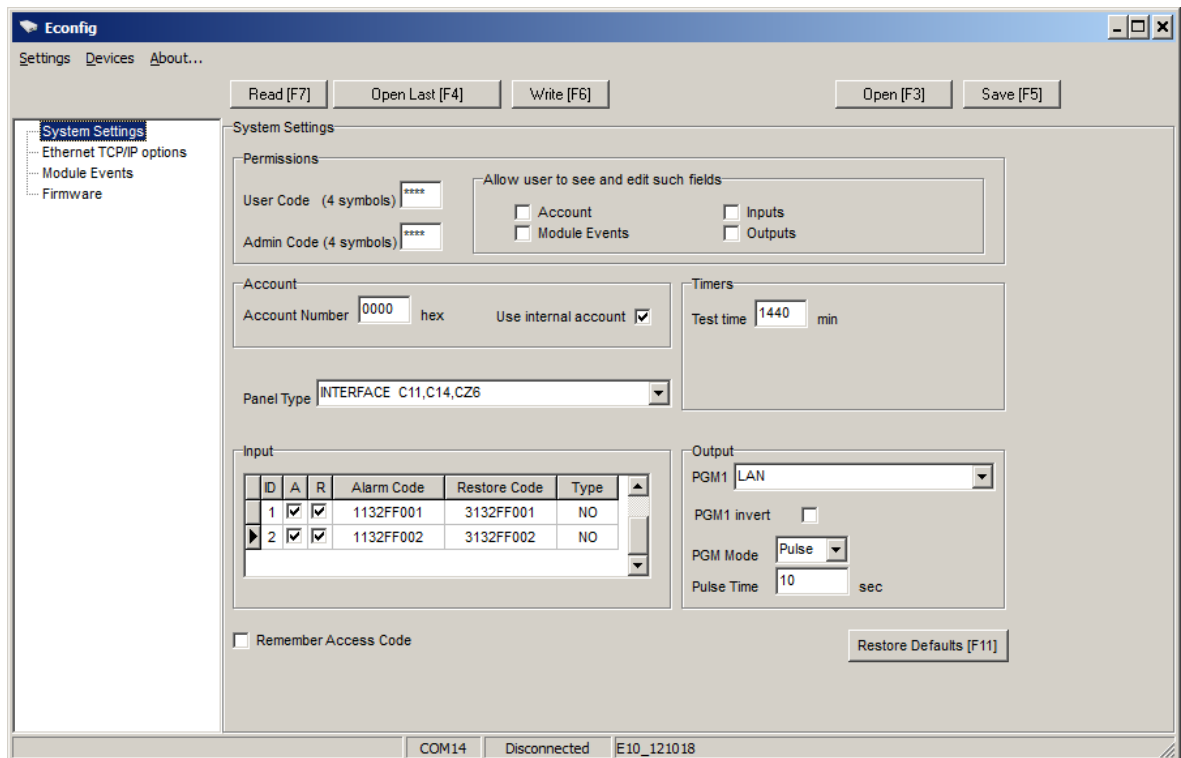 Econfig
Settings Devices About...
Read [F7] Open Last [F4] Write [F6] Open [F3] Save [F5]
System Settings
Ethernet TCP/IP options
Module Events
Firmware
System Settings
Permissions
User Code (4 symbols) ****
Admin Code (4 symbols) ****
Allow user to see and edit such fields
Account Inputs
Module Events Outputs
Account
Account Number 0000 hex Use internal account
Timers
Test time 1440 min
Panel Type INTERFACE C11,C14,CZ6
Input
ID A R Alarm Code Restore Code Type
1 1132FF001 3132FF001 NO
2 1132FF002 3132FF002 NO
Output
PGM1 LAN
PGM1 invert
PGM Mode Pulse
Pulse Time 10 sec
Remember Access Code
Restore Defaults [F11]
COM14 Disconnected E10_121018